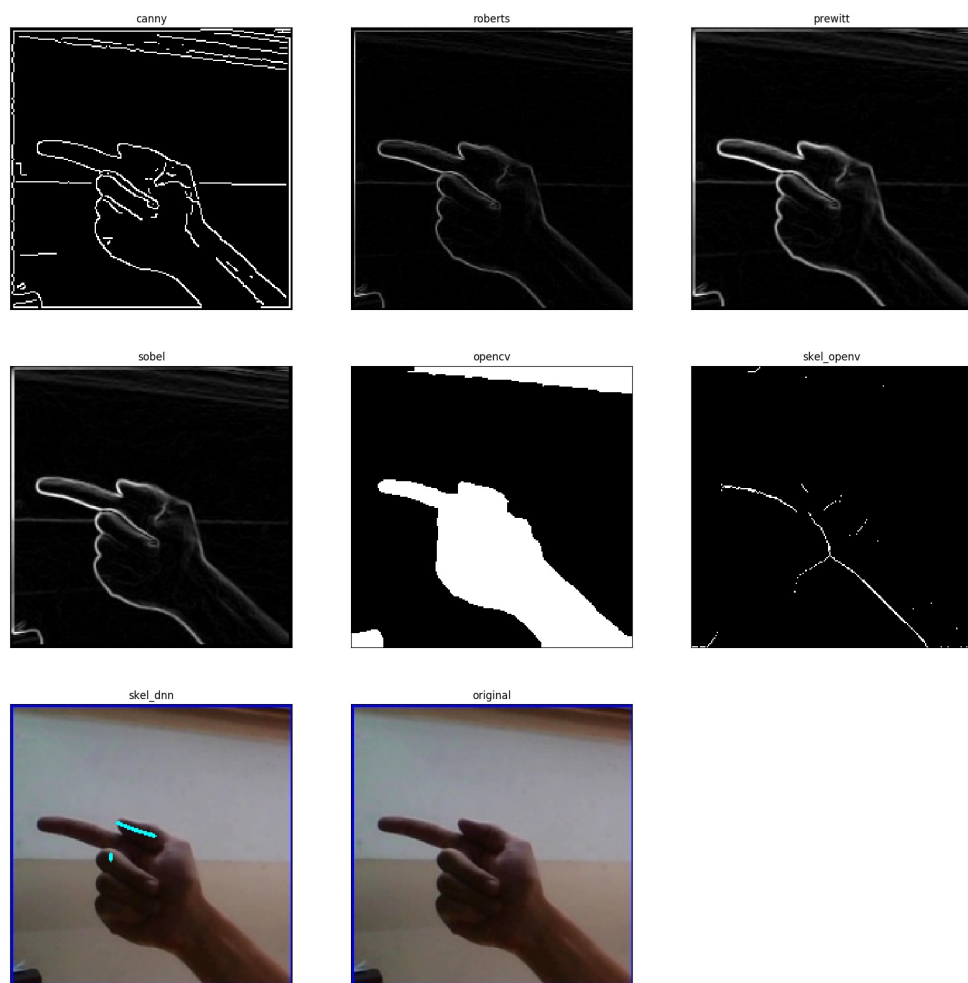 canny
roberts
prewitt
sobel
opencv
skel_openv
skel_dnn
original